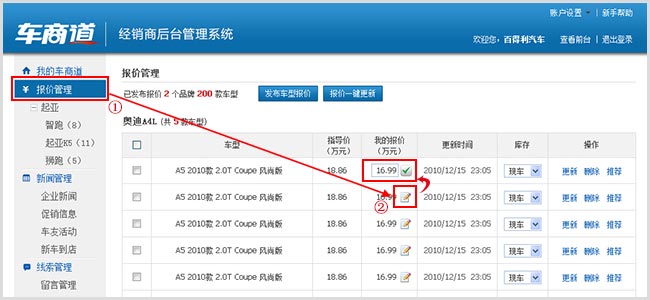 账户设置 新手帮助
车商道 经销商后台管理系统
欢迎您，百得利汽车 查看前台 退出登录
我的车商道
¥ 报价管理
①
起亚
智跑（8）
起亚K5（11）
狮跑（5）
新闻管理
企业新闻
促销信息
车友活动
新车到店
线索管理
留言管理
报价管理
已发布报价 2 个品牌 200 款车型 发布车型报价 报价一键更新
奥迪A4L（共 5 款车型）
车型 指导价（万元） 我的报价（万元） 更新时间 库存 操作
A5 2010款 2.0T Coupe 风尚版 18.86 16.99 2010/12/15 23:05 现车 更新 删除 推荐
A5 2010款 2.0T Coupe 风尚版 18.86 16.99 2010/12/15 23:05 现车 更新 删除 推荐
②
A5 2010款 2.0T Coupe 风尚版 18.86 16.99 2010/12/15 23:05 现车 更新 删除 推荐
A5 2010款 2.0T Coupe 风尚版 18.86 16.99 2010/12/15 23:05 现车 更新 删除 推荐
A5 2010款 2.0T Coupe 风尚版 18.86 16.99 2010/12/15 23:05 现车 更新 删除 推荐